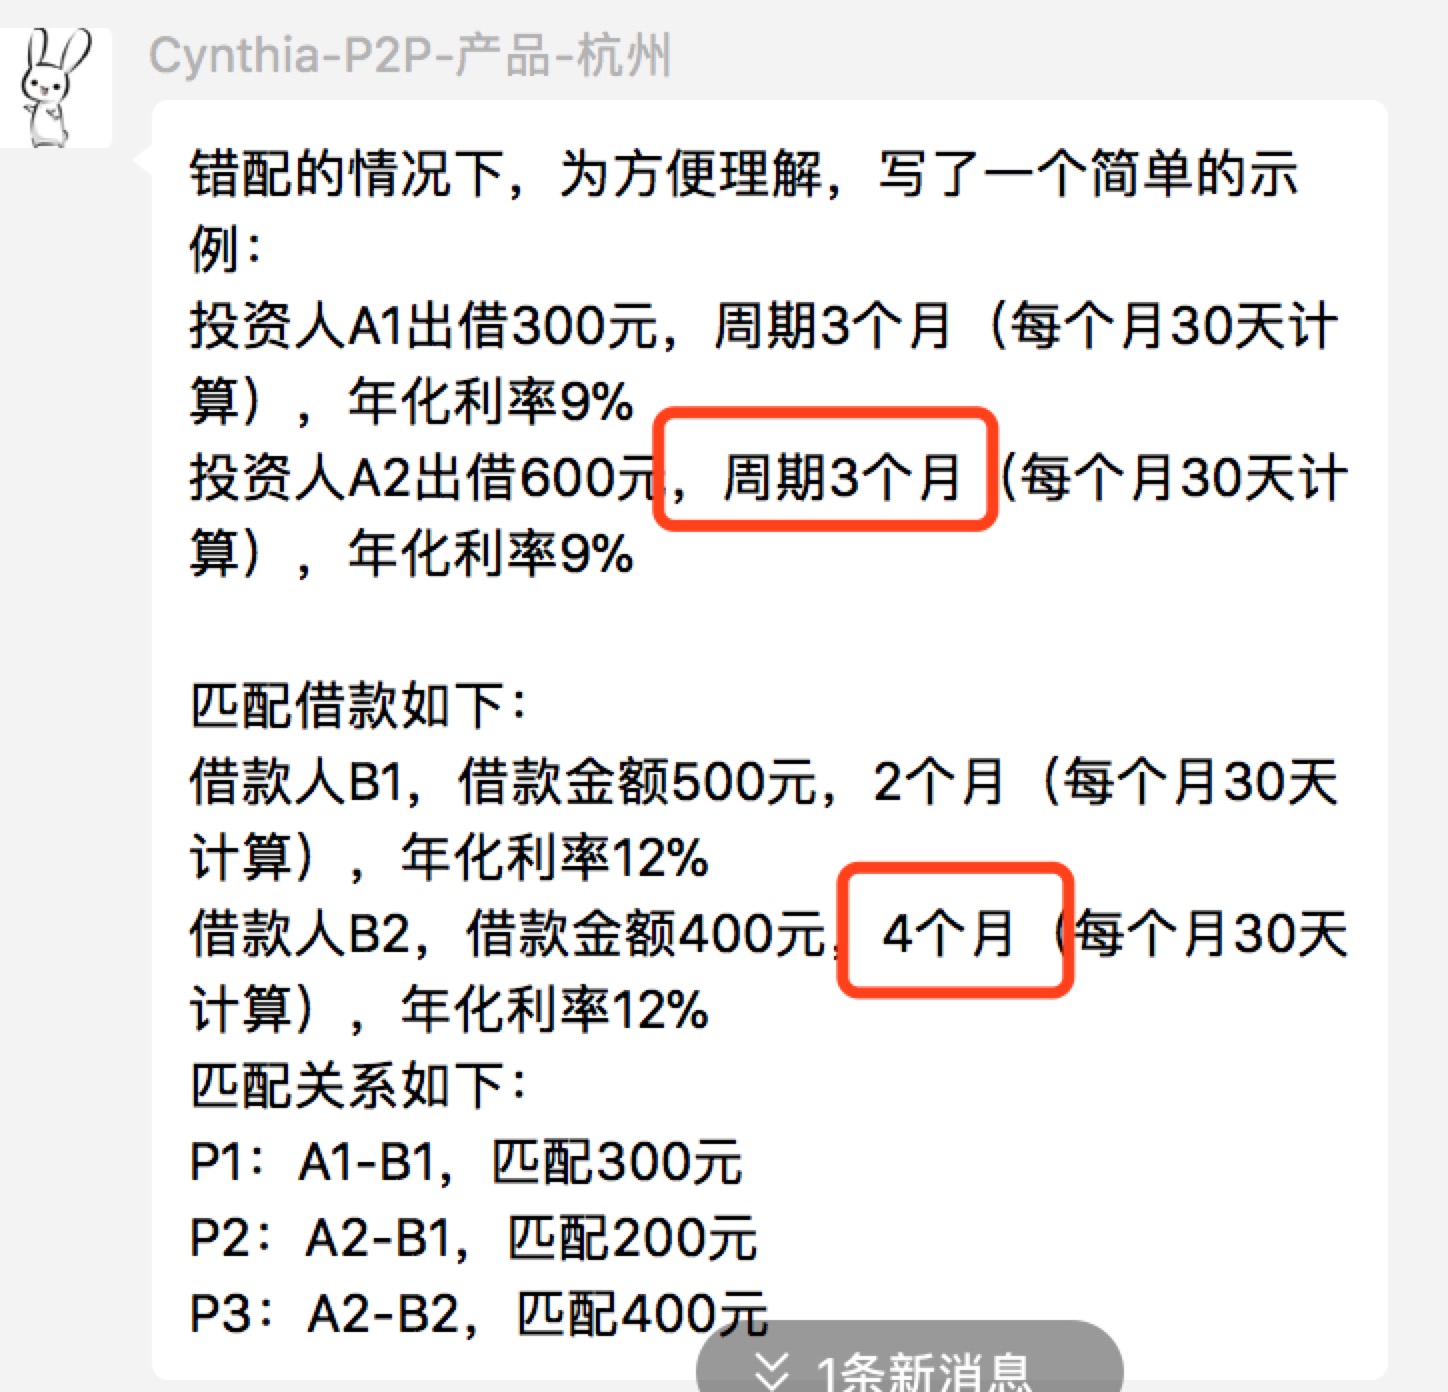 Cynthia-P2P-产品-杭州
错配的情况下，为方便理解，写了一个简单的示
例：
投资人A1出借300元，周期3个月（每个月30天计
算），年化利率9%
投资人A2出借600元，周期3个月（每个月30天计
算），年化利率9%
匹配借款如下：
借款人B1，借款金额500元，2个月（每个月30天
计算），年化利率12%
借款人B2，借款金额400元，4个月（每个月30天
计算），年化利率12%
匹配关系如下：
P1：A1-B1，匹配300元
P2：A2-B1，匹配200元
P3：A2-B2，匹配400元
1条新消息